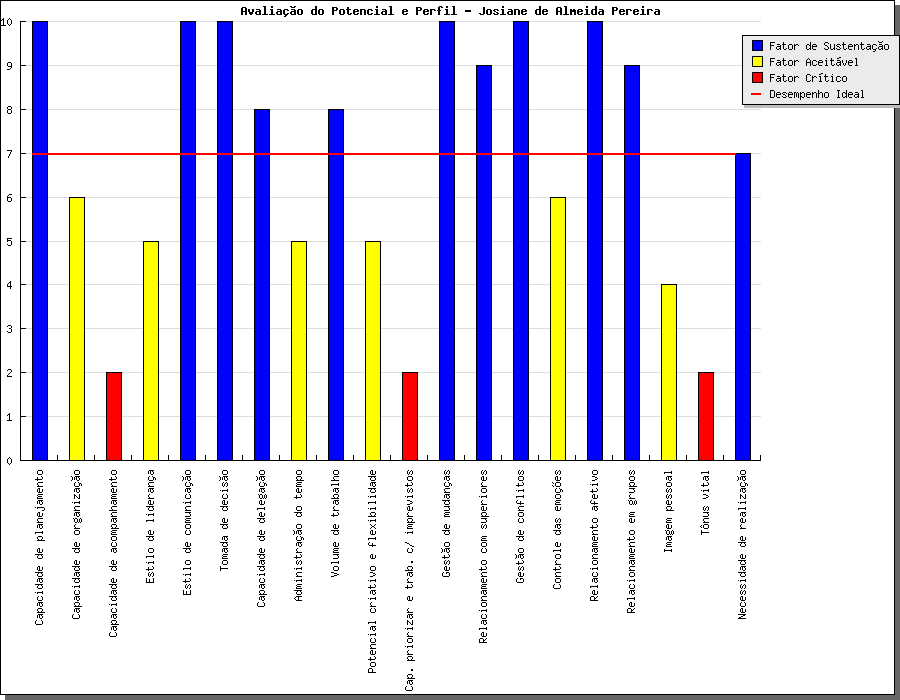 Avaliação do Potencial e Perfil - Josiane de Almeida Pereira
Fator de Sustentação
Fator Aceitável
Fator Crítico
Desempenho Ideal
10
9
8
7
6
5
4
3
2
1
0
Capacidade de planejamento
Capacidade de organização
Capacidade de acompanhamento
Estilo de liderança
Estilo de comunicação
Tomada de decisão
Capacidade de delegação
Administração do tempo
Volume de trabalho
Potencial criativo e flexibilidade
Cap. priorizar e trab. c/ imprevistos
Gestão de mudanças
Relacionamento com superiores
Gestão de conflitos
Controle das emoções
Relacionamento afetivo
Relacionamento em grupos
Imagem pessoal
Tônus vital
Necessidade de realização